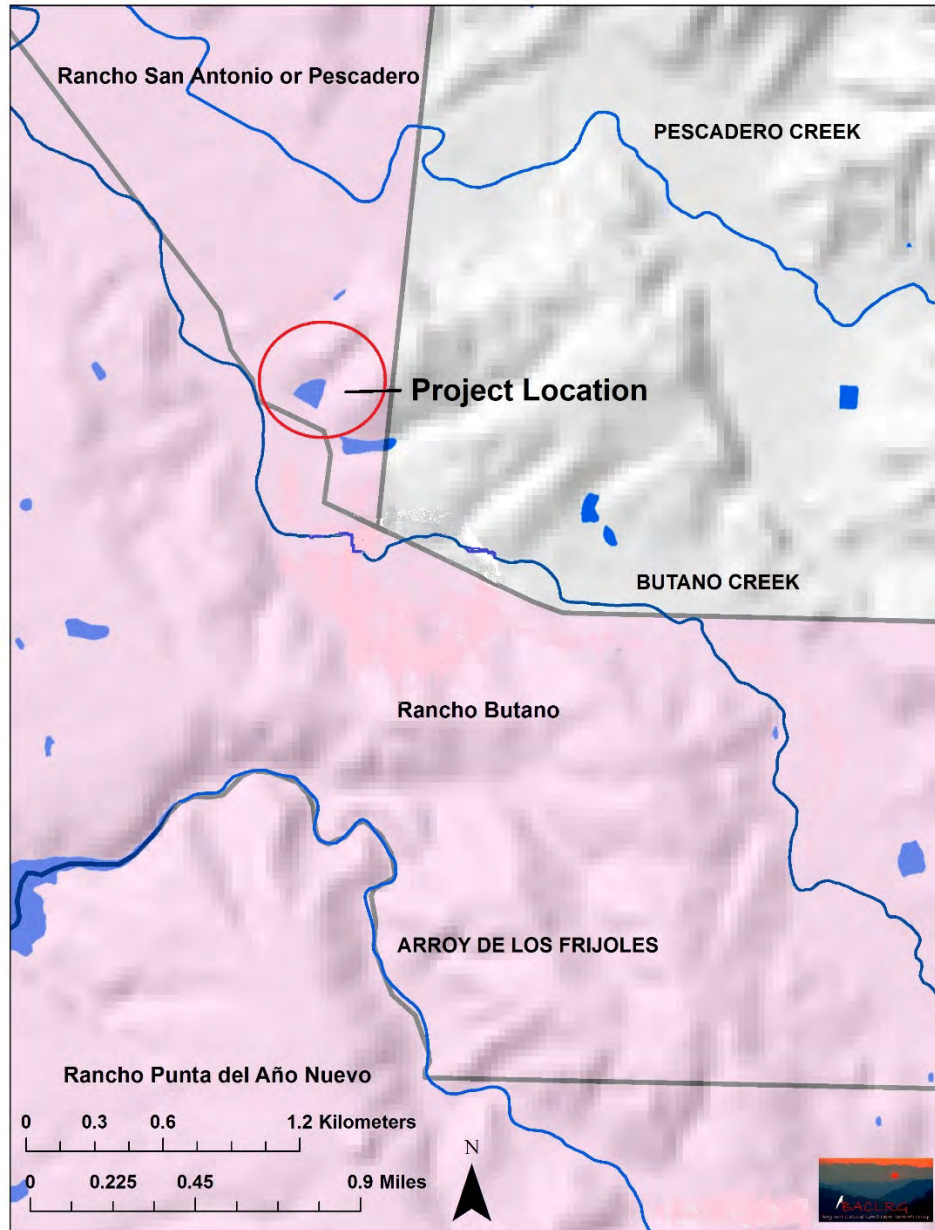 Rancho San Antonio or Pescadero
PESCADERO CREEK
Project Location
BUTANO CREEK
Rancho Butano
ARROY DE LOS FRIJOLES
Rancho Punta del Año Nuevo
0 0.3 0.6 1.2 Kilometers
0 0.225 0.45 0.9 Miles
N
BACLRG